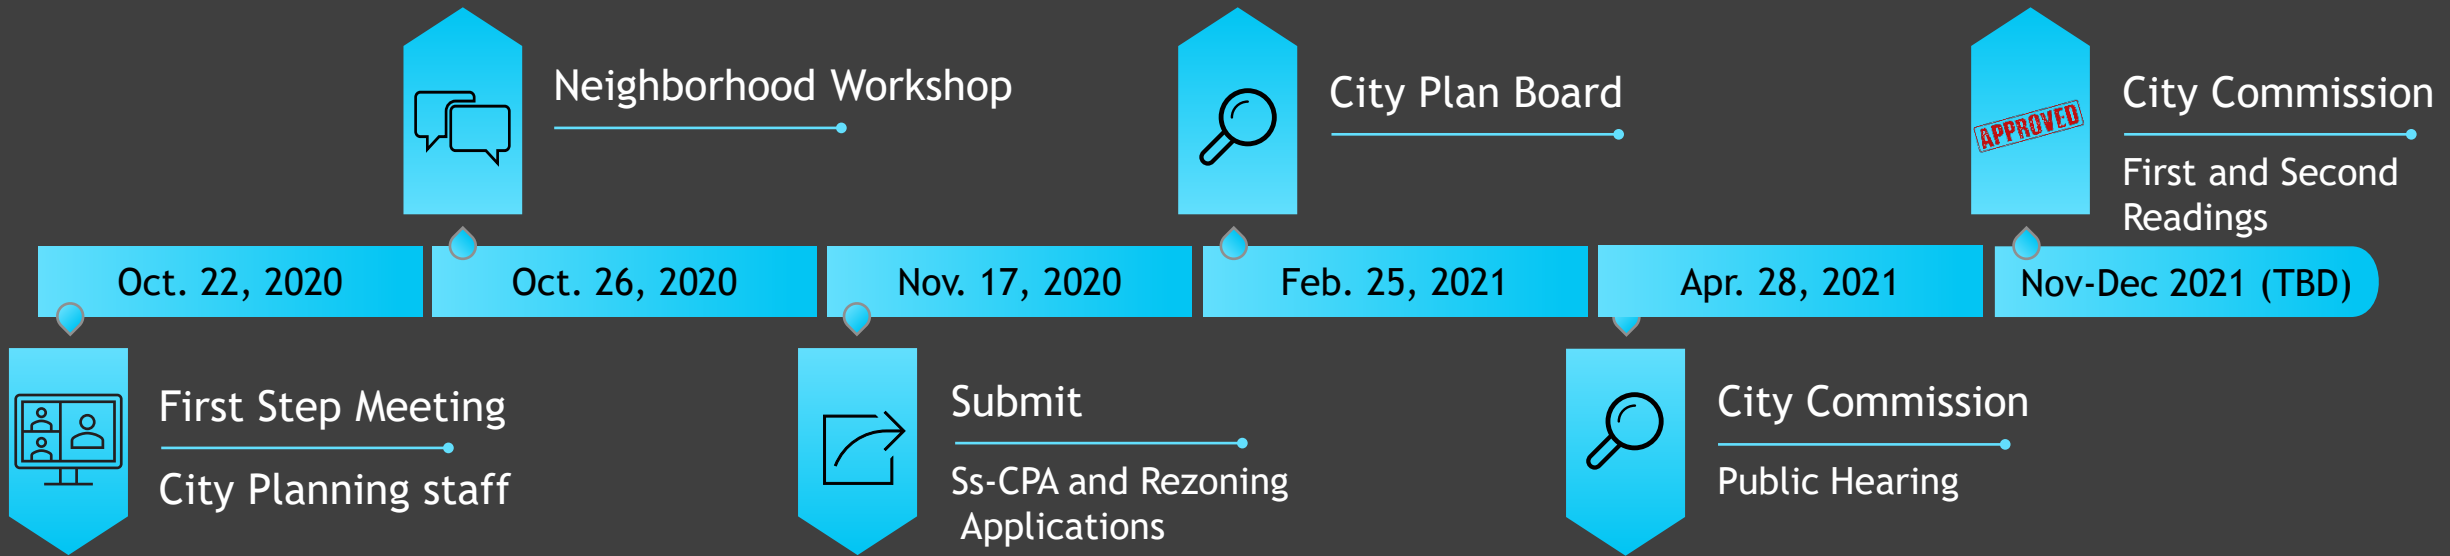 Neighborhood Workshop
City Plan Board
City Commission
APPROVED
First and Second
Readings
Oct. 22, 2020
Oct. 26, 2020
Nov. 17, 2020
Feb. 25, 2021
Apr. 28, 2021
Nov-Dec 2021 (TBD)
First Step Meeting
City Planning staff
Submit
Ss-CPA and Rezoning
Applications
City Commission
Public Hearing